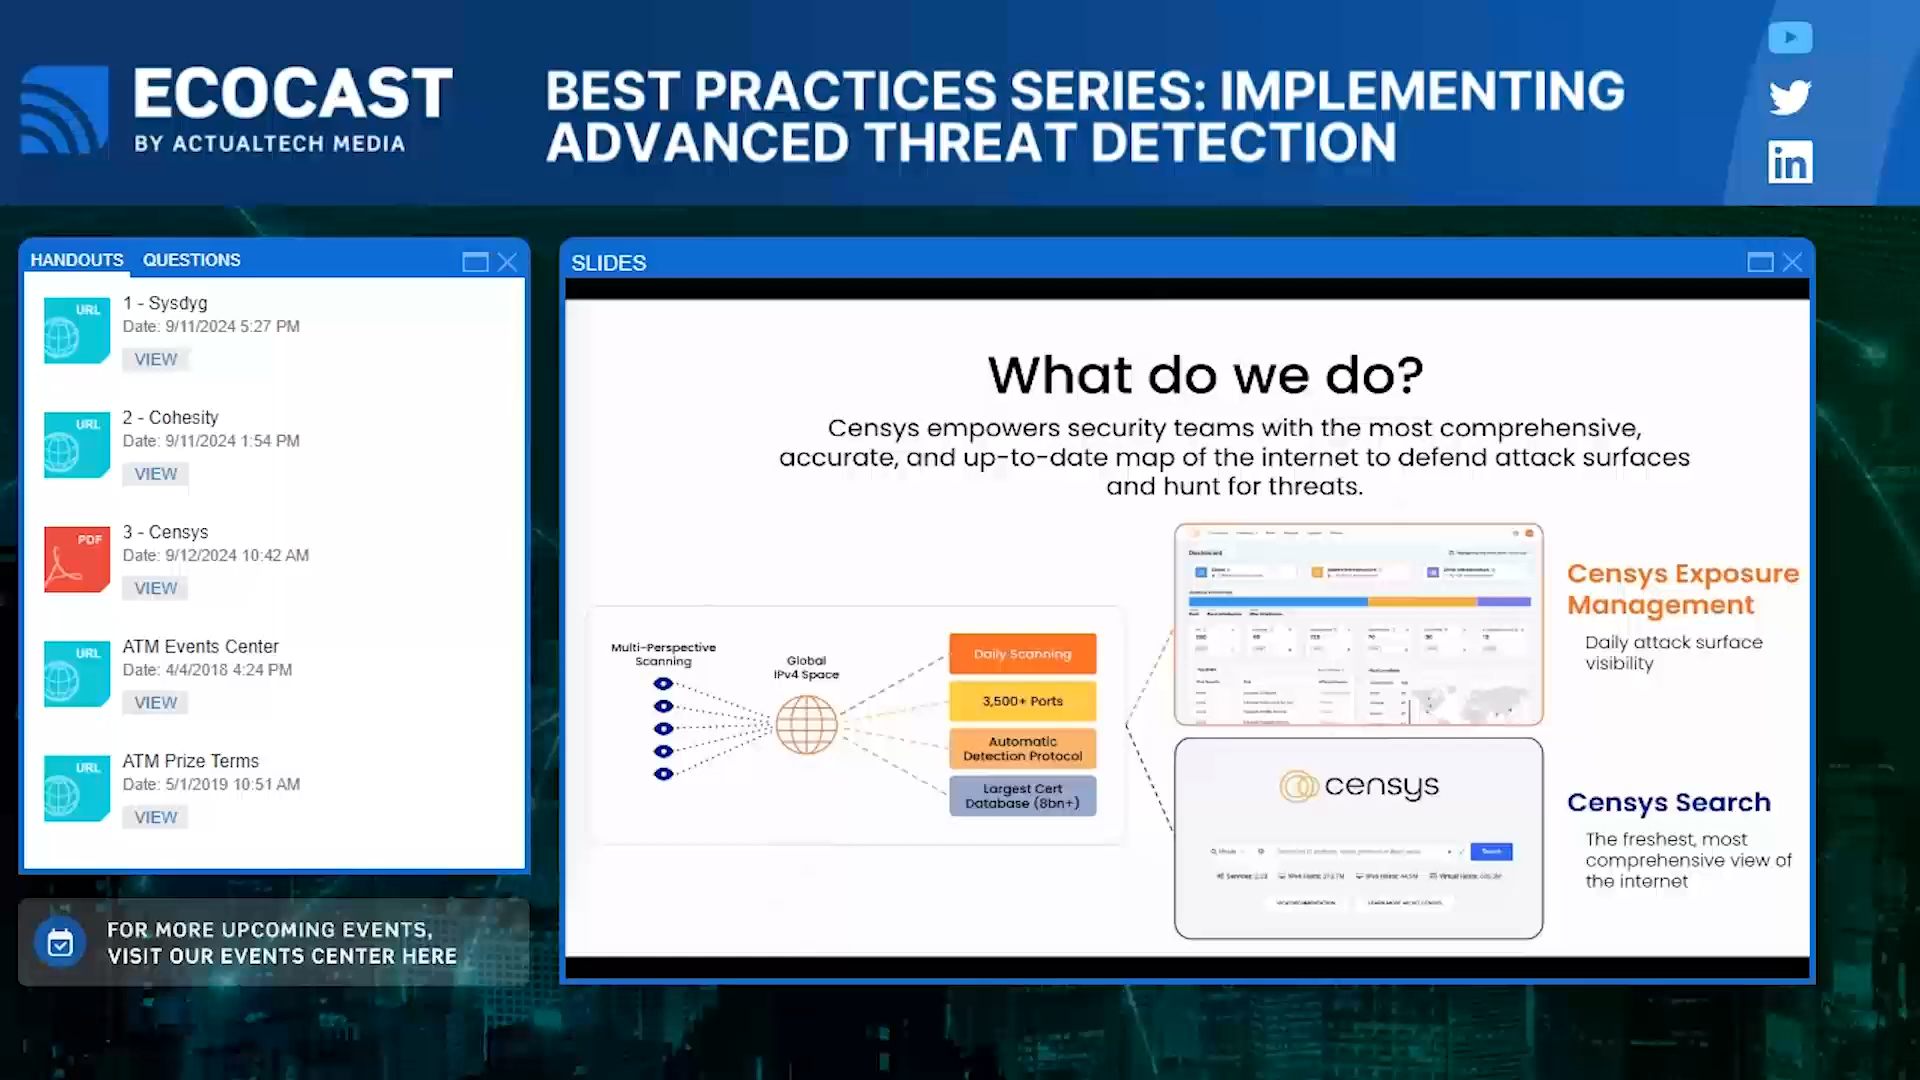 ECOCAST
BY ACTUALTECH MEDIA
BEST PRACTICES SERIES: IMPLEMENTING
ADVANCED THREAT DETECTION
in
HANDOUTS
QUESTIONS
URL
1 - Sysdyg
Date: 9/11/2024 5:27 PM
VIEW
URL
2 - Cohesity
Date: 9/11/2024 1:54 PM
VIEW
PDF
3 - Censys
Date: 9/12/2024 10:42 AM
VIEW
URL
ATM Events Center
Date: 4/4/2018 4:24 PM
VIEW
URL
ATM Prize Terms
Date: 5/1/2019 10:51 AM
VIEW
FOR MORE UPCOMING EVENTS,
VISIT OUR EVENTS CENTER HERE
SLIDES
What do we do?
Censys empowers security teams with the most comprehensive,
accurate, and up-to-date map of the internet to defend attack surfaces
and hunt for threats.
Multi-Perspective
Scanning
Global
IPv4 Space
Daily Scanning
3,500+ Ports
Automatic
Detection Protocol
Largest Cert
Database (8bn+)
Dashboard
Censys Exposure
Management
Daily attack surface
visibility
censys
Search
Censys Search
The freshest, most
comprehensive view of
the internet